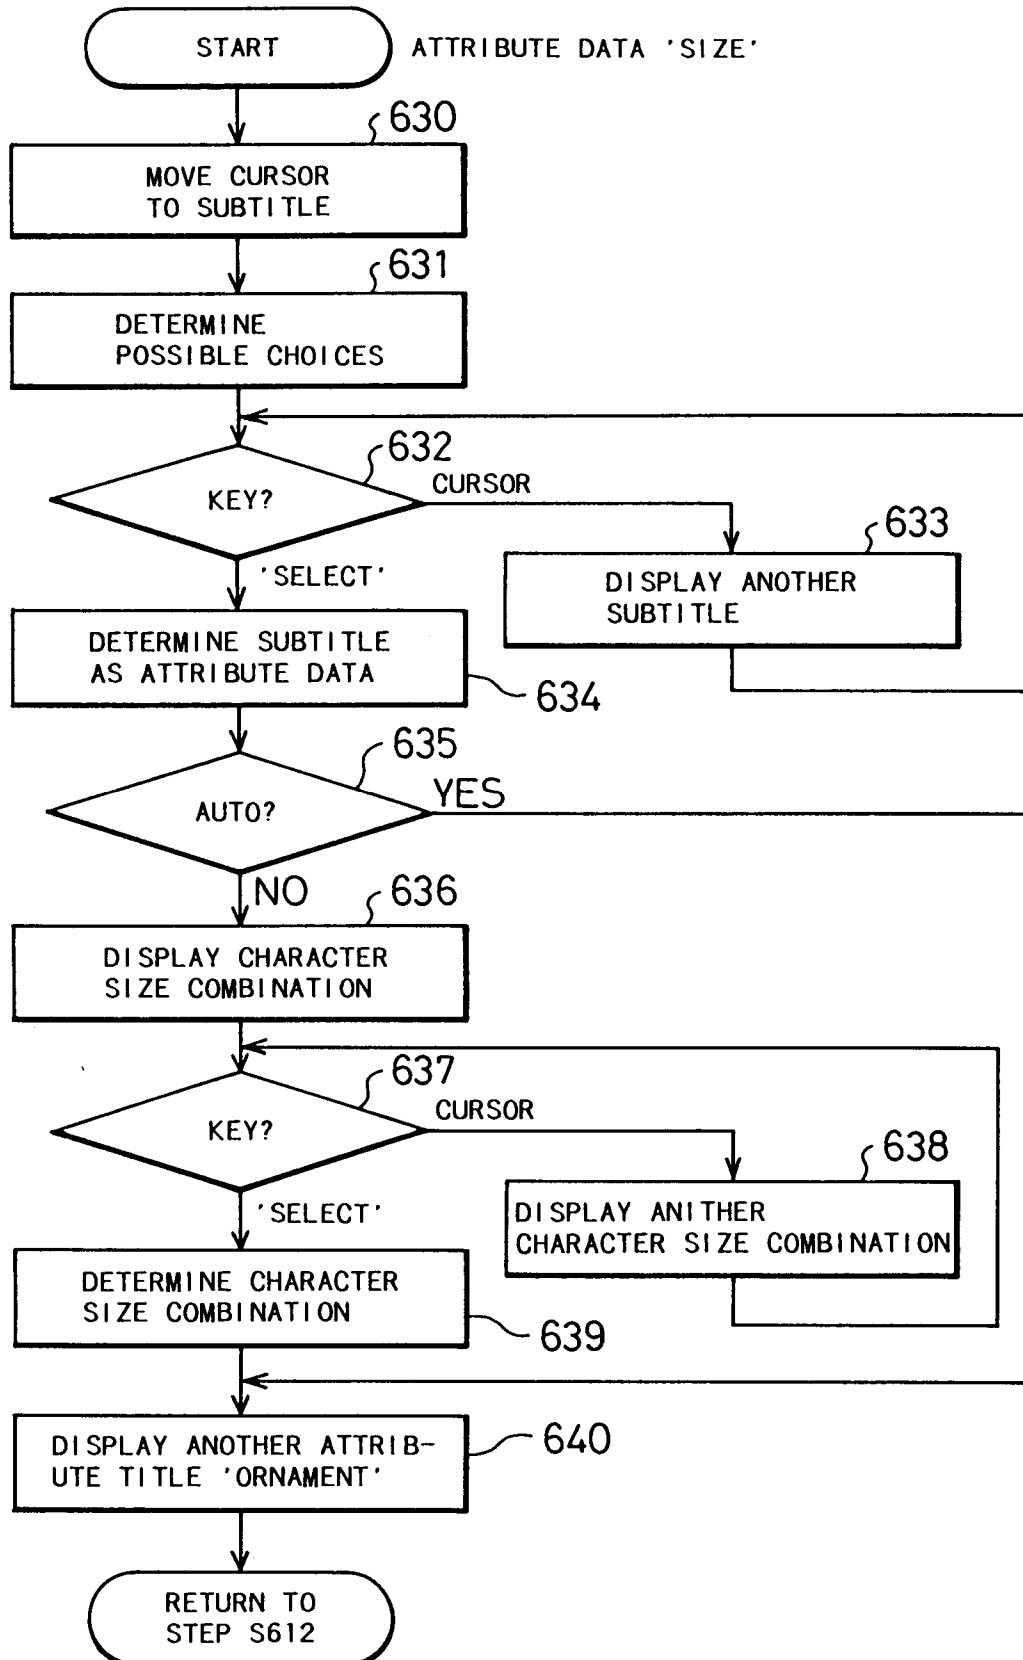 START
ATTRIBUTE DATA 'SIZE'
630
MOVE CURSOR
TO SUBTITLE
631
DETERMINE
POSSIBLE CHOICES
632
KEY?
CURSOR
633
DISPLAY ANOTHER
SUBTITLE
'SELECT'
DETERMINE SUBTITLE
AS ATTRIBUTE DATA
634
635
AUTO?
YES
NO
636
DISPLAY CHARACTER
SIZE COMBINATION
637
KEY?
CURSOR
638
DISPLAY ANITHER
CHARACTER SIZE COMBINATION
'SELECT'
DETERMINE CHARACTER
SIZE COMBINATION
639
DISPLAY ANOTHER ATTRIB-
UTE TITLE 'ORNAMENT'
640
RETURN TO
STEP S612